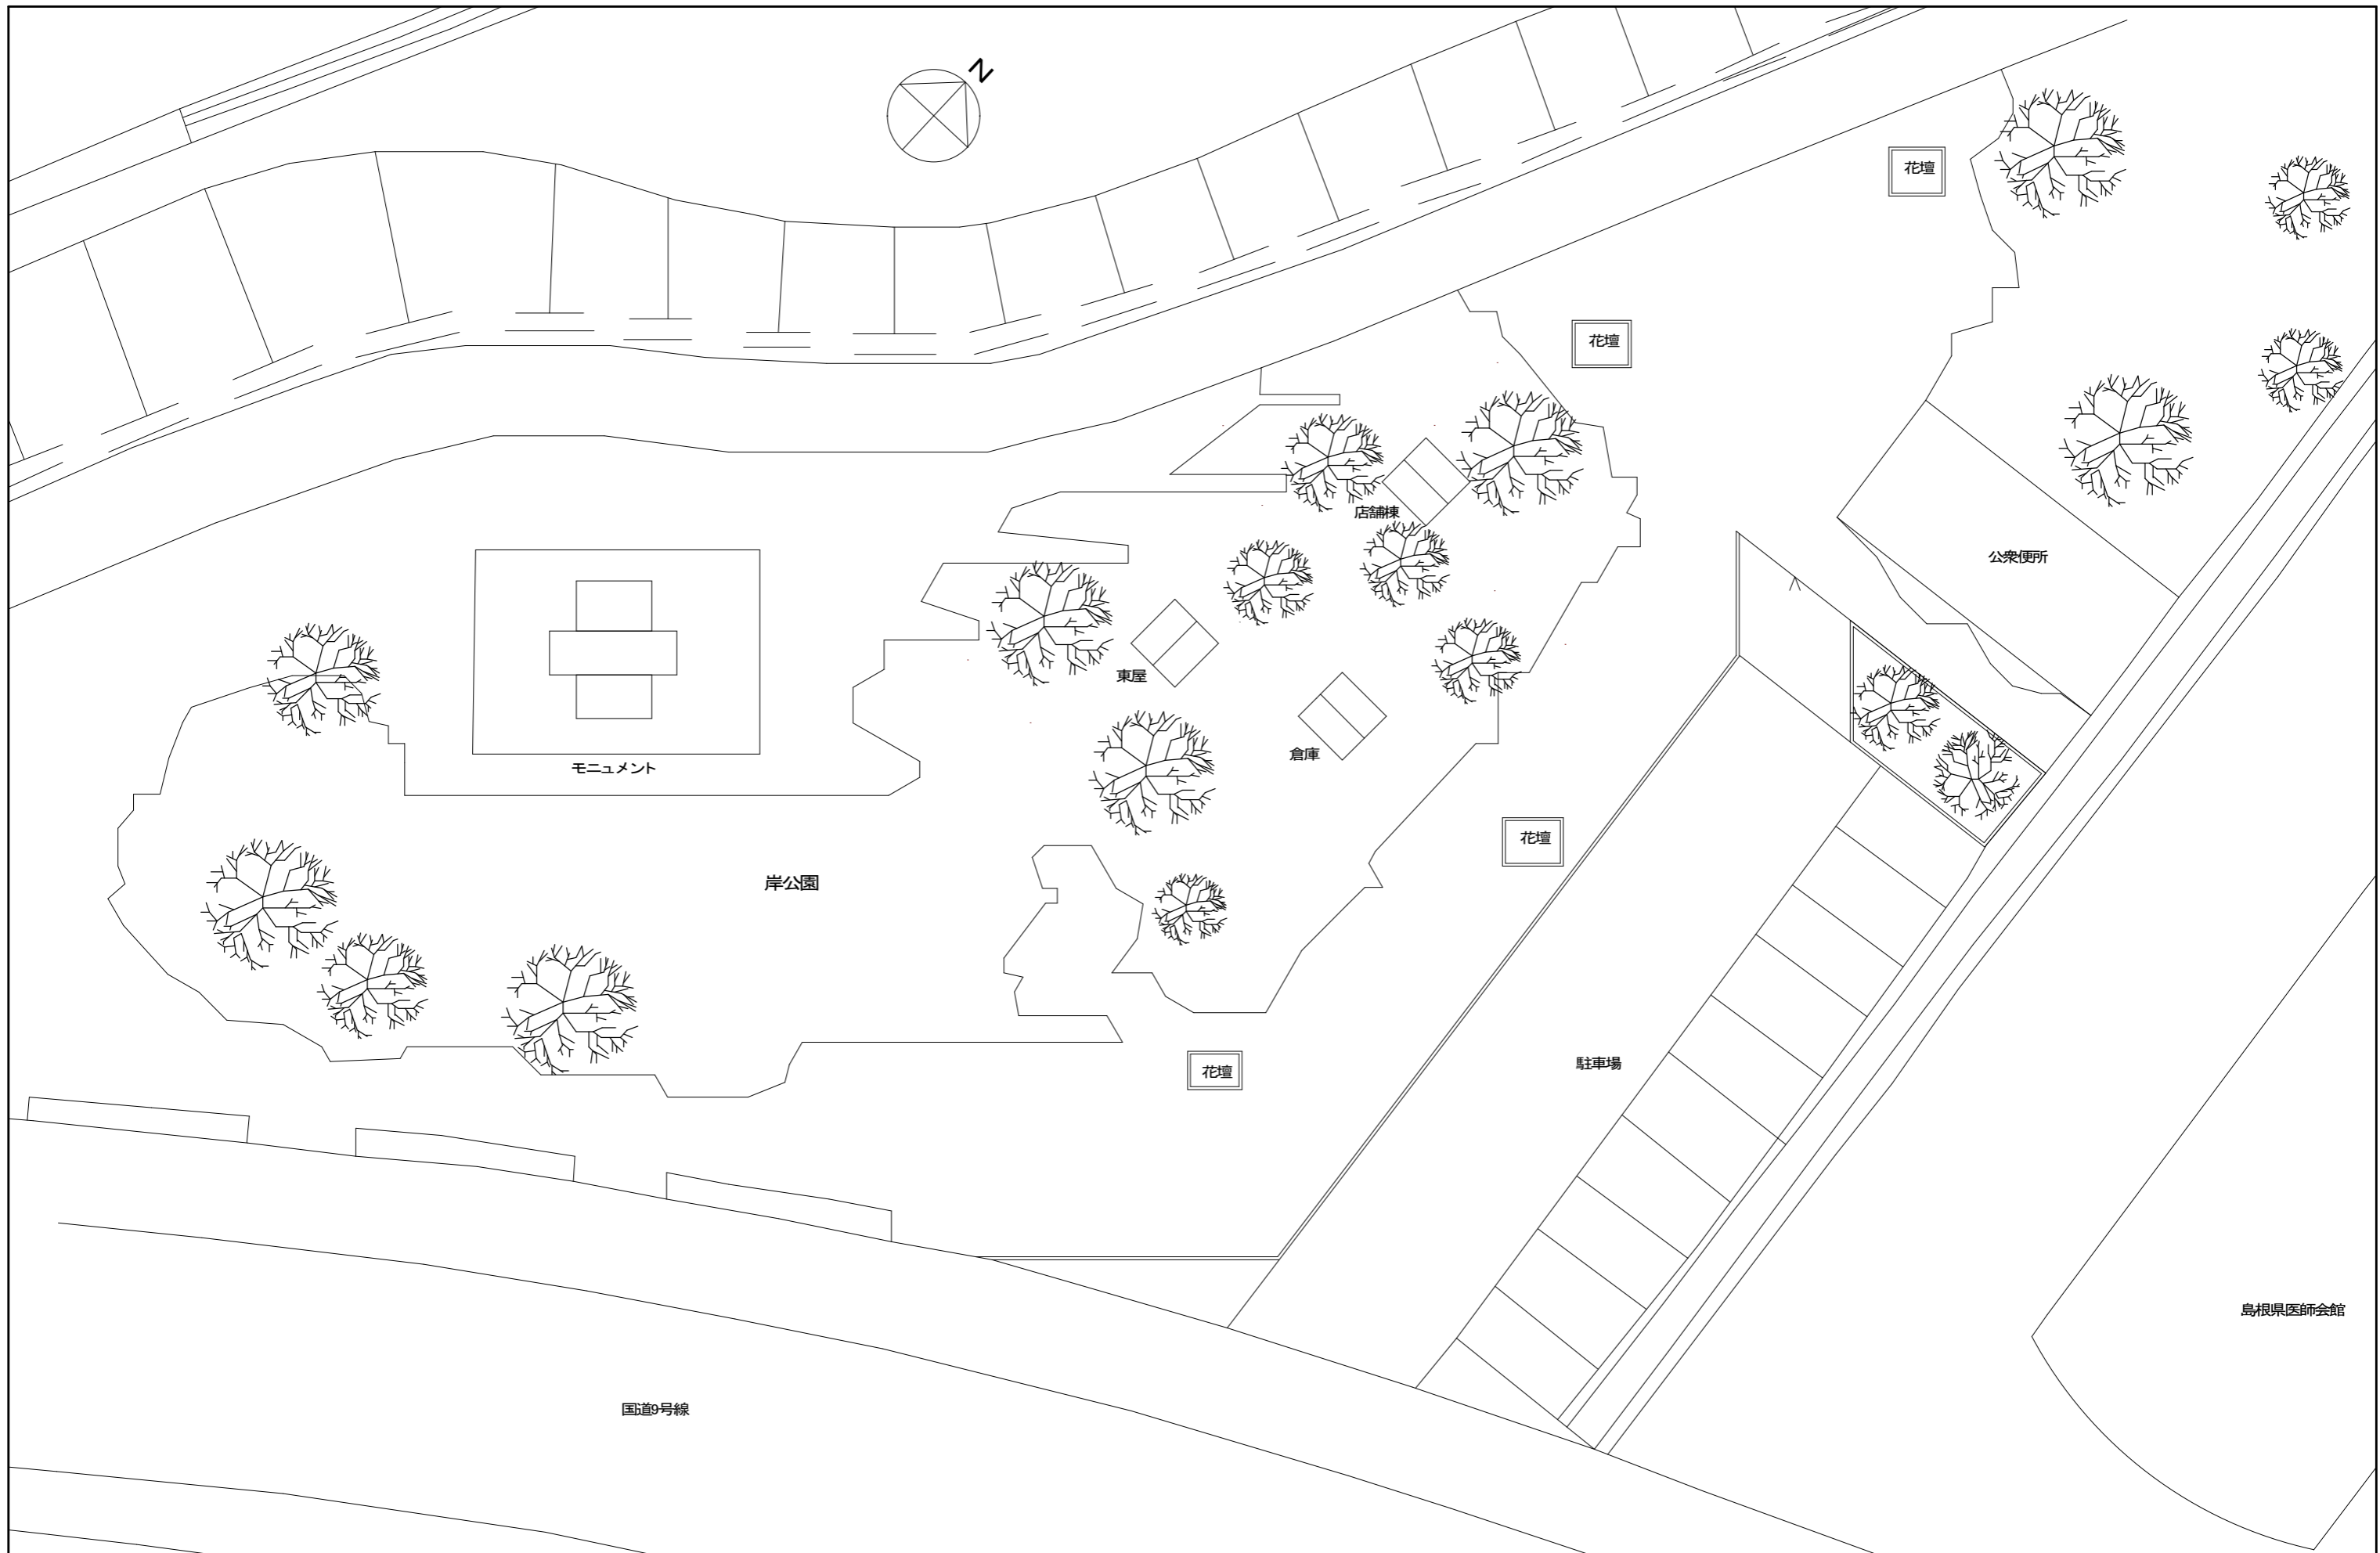 N
花壇
花壇
店舗棟
公衆便所
東屋
倉庫
モニュメント
花壇
岸公園
駐車場
花壇
島根県医師会館
国道9号線